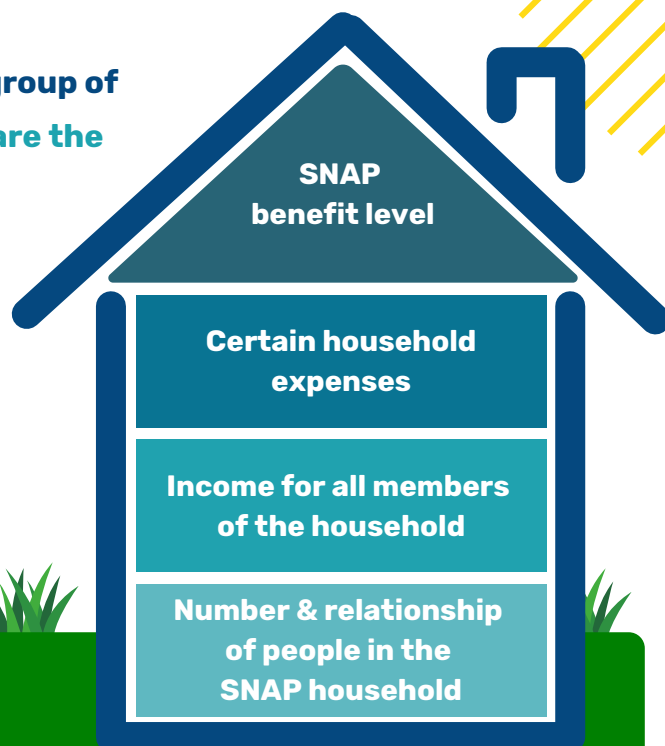 group of
are the
SNAP
benefit level
Certain household
expenses
Income for all members
of the household
Number & relationship
of people in the
SNAP household